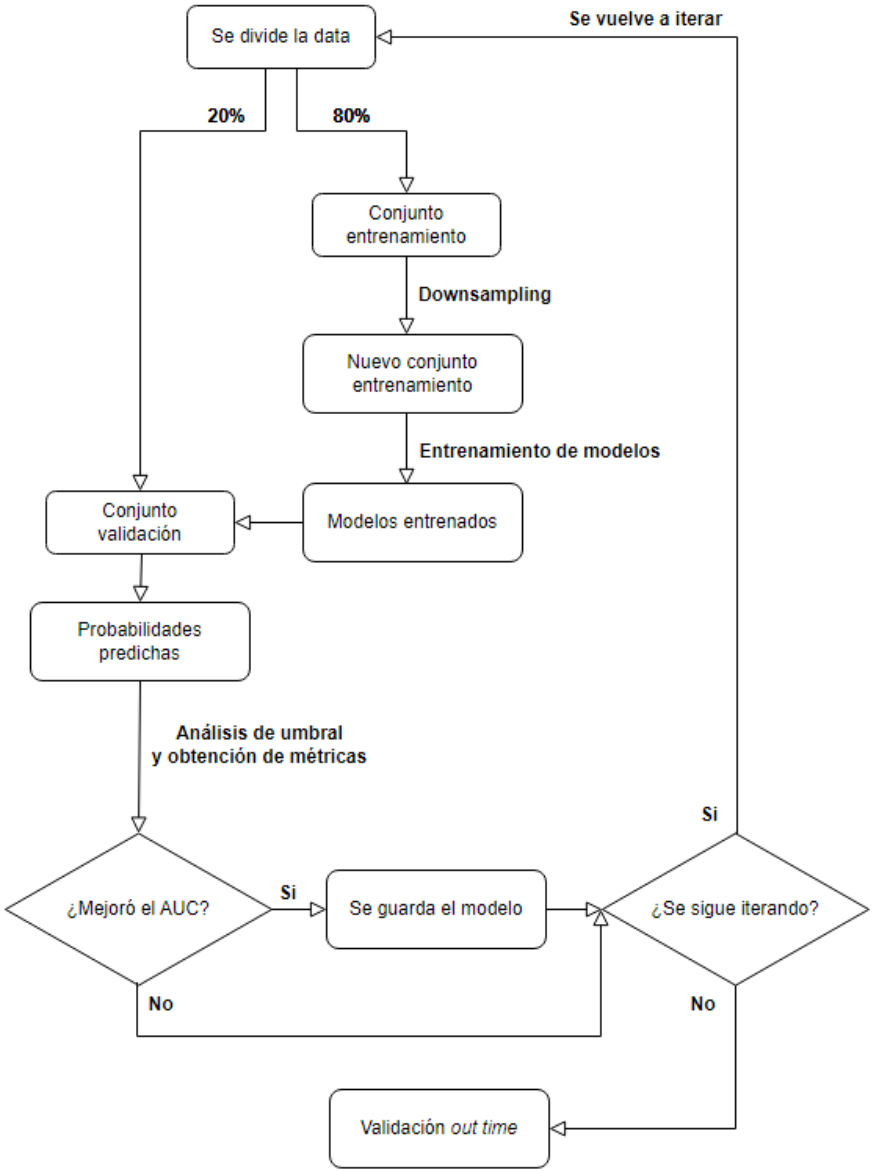 Se vuelve a iterar
Se divide la data
20%
80%
Conjunto
entrenamiento
Downsampling
Nuevo conjunto
entrenamiento
Entrenamiento de modelos
Conjunto
validación
Modelos entrenados
Probabilidades
predichas
Análisis de umbral
y obtención de métricas
Si
¿Mejoró el AUC?
Si
Se guarda el modelo
¿Se sigue iterando?
No
No
Validación out time